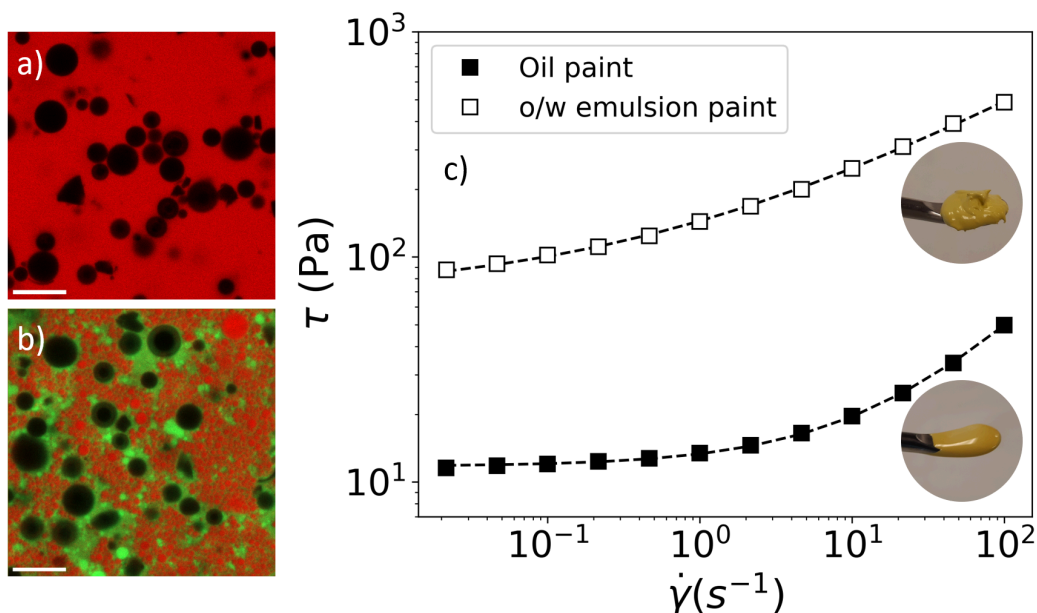 a)
b)
c)
Oil paint
o/w emulsion paint
10³
10²
10¹
τ (Pa)
10⁻¹ 10⁰ 10¹ 10²
γ̇(s⁻¹)